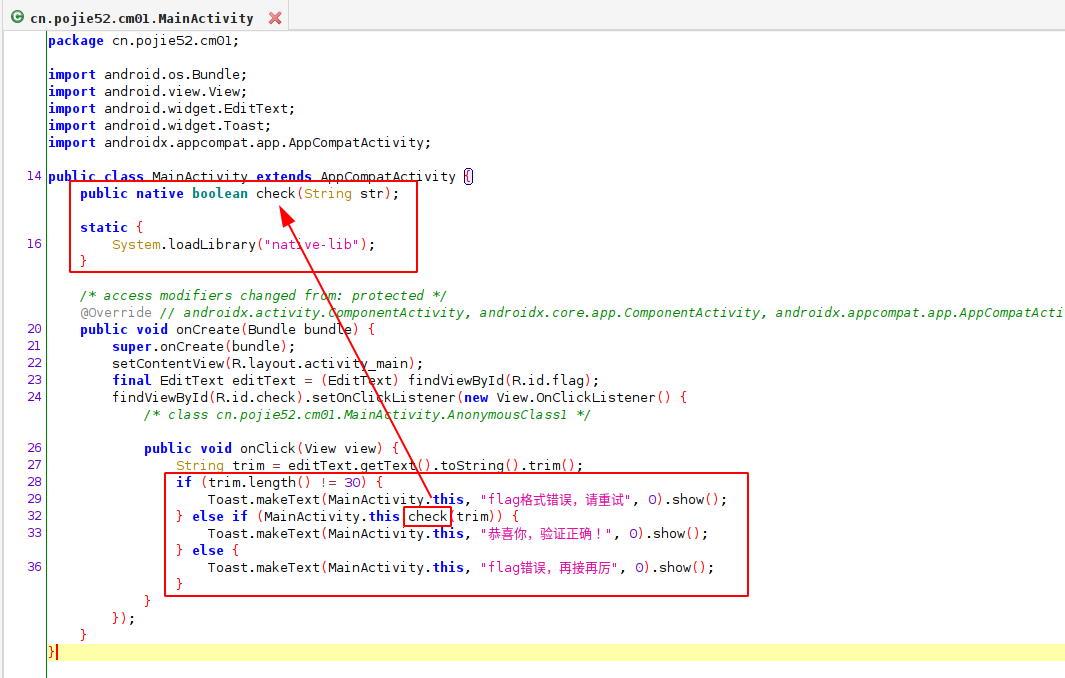 cn.pojie52.cm01.MainActivity
package cn.pojie52.cm01;
import android.os.Bundle;
import android.view.View;
import android.widget.EditText;
import android.widget.Toast;
import androidx.appcompat.app.AppCompatActivity;
14 public class MainActivity extends AppCompatActivity {
public native boolean check(String str);
static {
16 System.loadLibrary("native-lib");
}
/* access modifiers changed from: protected */
@Override // androidx.activity.ComponentActivity, androidx.core.app.ComponentActivity, androidx.appcompat.app.AppCompatActi
20 public void onCreate(Bundle bundle) {
21 super.onCreate(bundle);
22 setContentView(R.layout.activity_main);
23 final EditText editText = (EditText) findViewById(R.id.flag);
24 findViewById(R.id.check).setOnClickListener(new View.OnClickListener() {
/* class cn.pojie52.cm01.MainActivity.AnonymousClass1 */
26 public void onClick(View view) {
27 String trim = editText.getText().toString().trim();
28 if (trim.length() != 30) {
29 Toast.makeText(MainActivity.this, "flag格式错误，请重试", 0).show();
32 } else if (MainActivity.this.check(trim)) {
33 Toast.makeText(MainActivity.this, "恭喜你，验证正确！", 0).show();
} else {
36 Toast.makeText(MainActivity.this, "flag错误，再接再厉", 0).show();
}
}
});
}
}